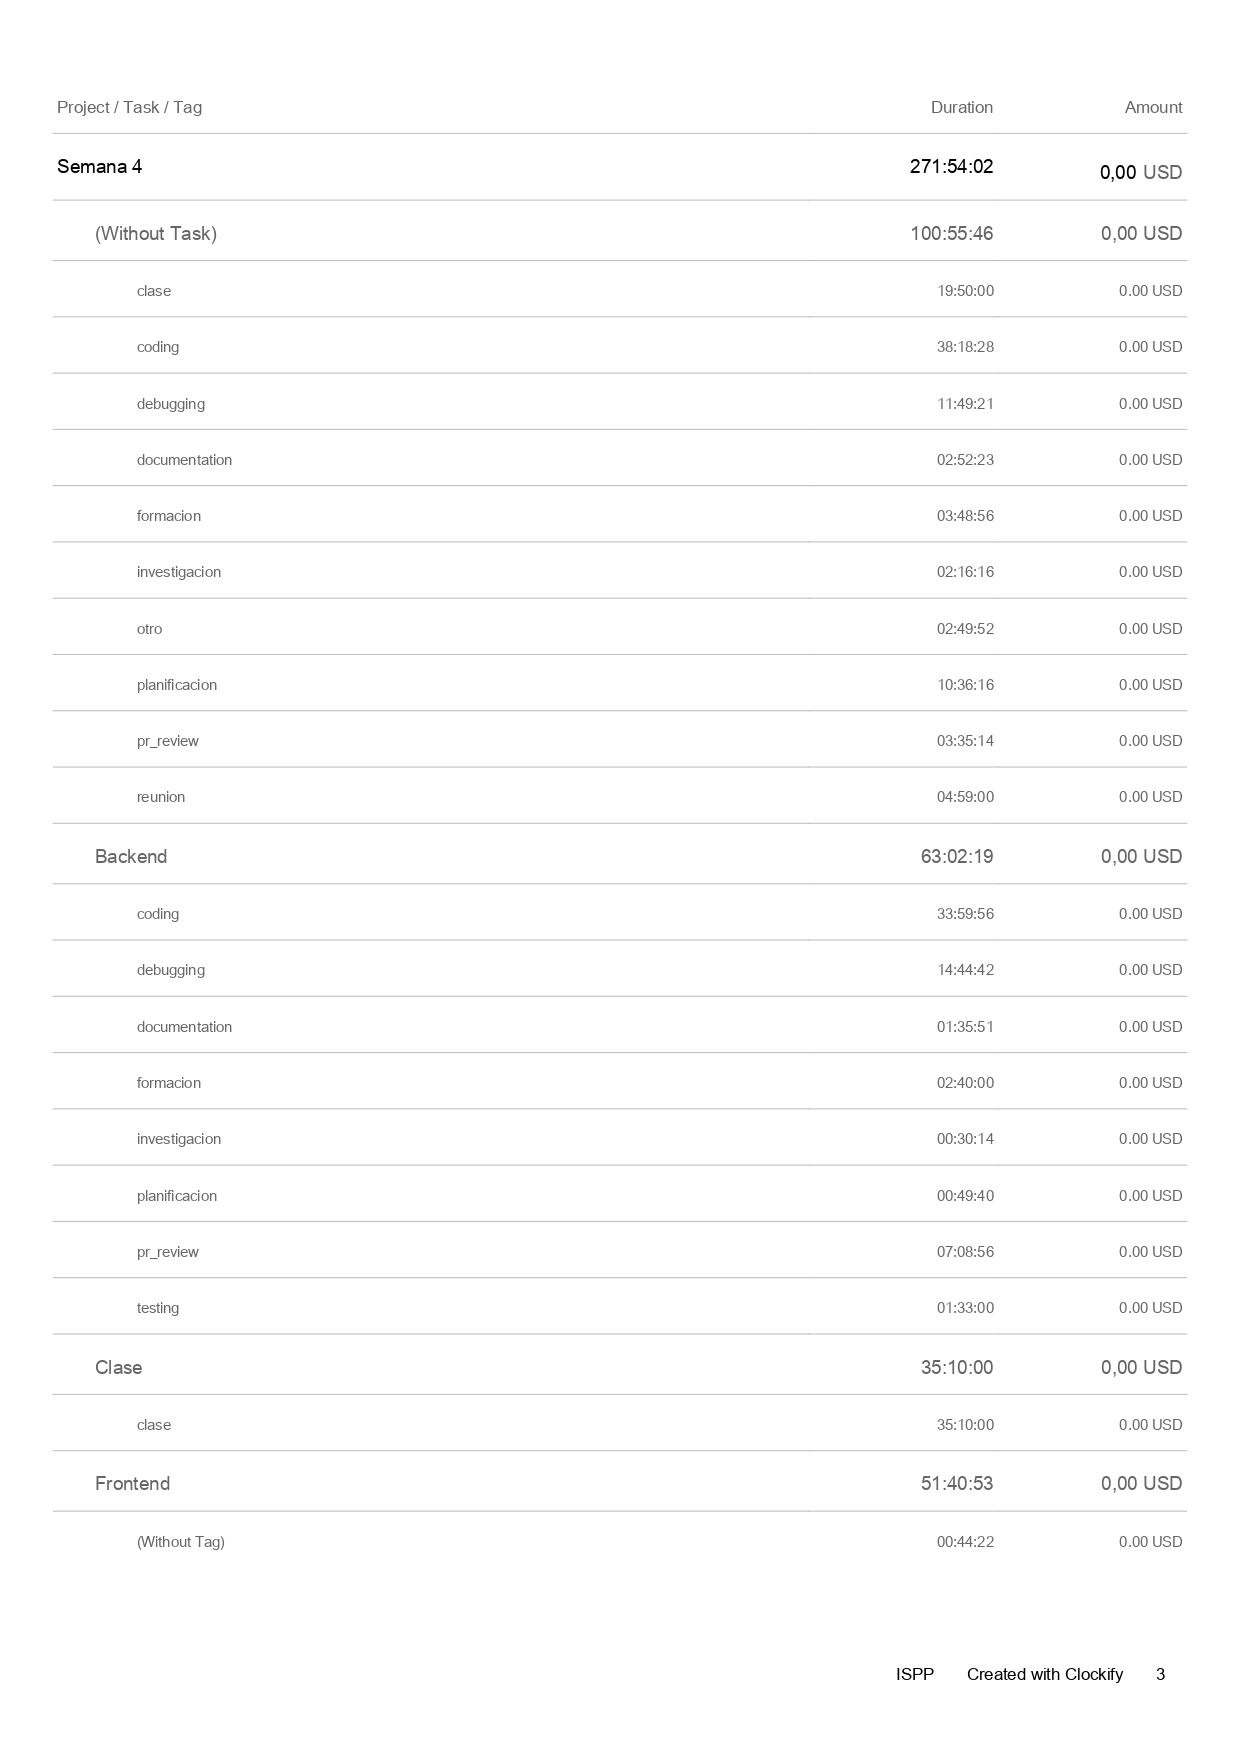 Project / Task / Tag Duration Amount
Semana 4 271:54:02 0,00 USD
(Without Task) 100:55:46 0,00 USD
clase 19:50:00 0.00 USD
coding 38:18:28 0.00 USD
debugging 11:49:21 0.00 USD
documentation 02:52:23 0.00 USD
formacion 03:48:56 0.00 USD
investigacion 02:16:16 0.00 USD
otro 02:49:52 0.00 USD
planificacion 10:36:16 0.00 USD
pr_review 03:35:14 0.00 USD
reunion 04:59:00 0.00 USD
Backend 63:02:19 0,00 USD
coding 33:59:56 0.00 USD
debugging 14:44:42 0.00 USD
documentation 01:35:51 0.00 USD
formacion 02:40:00 0.00 USD
investigacion 00:30:14 0.00 USD
planificacion 00:49:40 0.00 USD
pr_review 07:08:56 0.00 USD
testing 01:33:00 0.00 USD
Clase 35:10:00 0,00 USD
clase 35:10:00 0.00 USD
Frontend 51:40:53 0,00 USD
(Without Tag) 00:44:22 0.00 USD
ISPP Created with Clockify 3